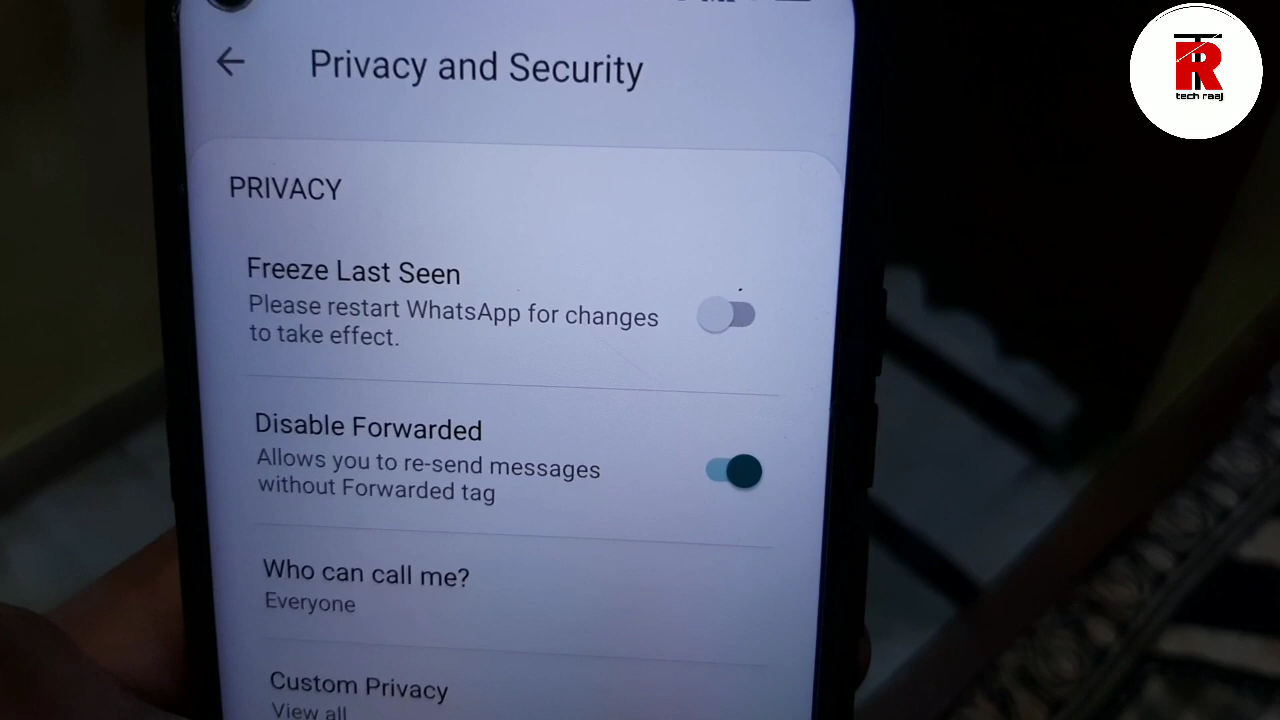 Privacy and Security
TR
tech raaj
PRIVACY
Freeze Last Seen
Please restart WhatsApp for changes
to take effect.
Disable Forwarded
Allows you to re-send messages
without Forwarded tag
Who can call me?
Everyone
Custom Privacy
View all